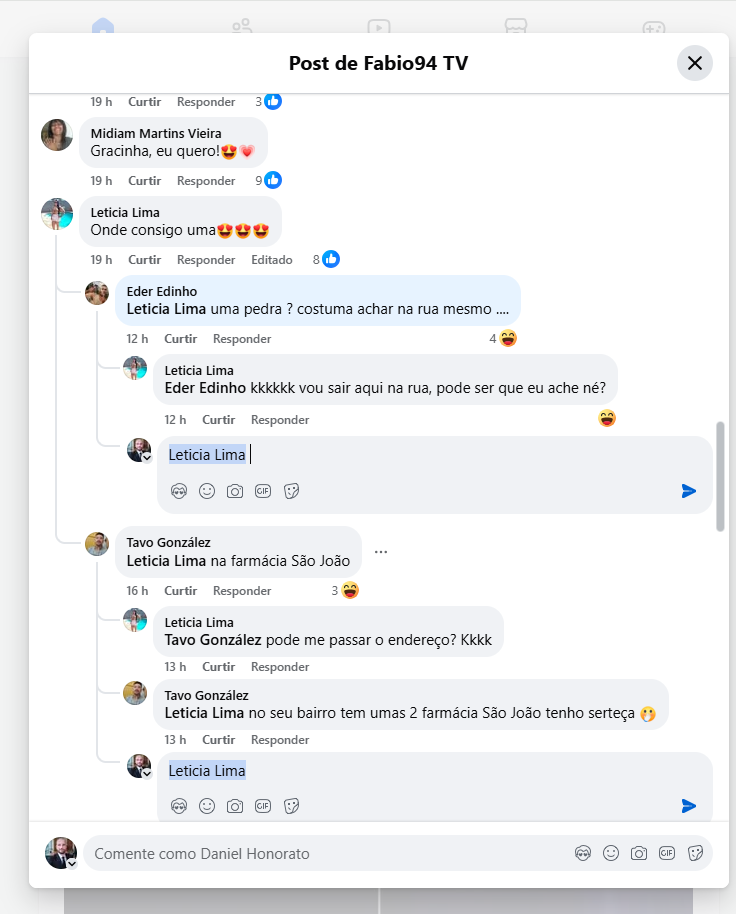 Post de Fabio94 TV
19 h Curtir Responder 3
Midiam Martins Vieira
Gracinha, eu quero!😍💗
19 h Curtir Responder 9
Leticia Lima
Onde consigo uma😍😍😍
19 h Curtir Responder Editado 8
Eder Edinho
Leticia Lima uma pedra ? costuma achar na rua mesmo ....
12 h Curtir Responder 4
Leticia Lima
Eder Edinho kkkkkk vou sair aqui na rua, pode ser que eu ache né?
12 h Curtir Responder
Leticia Lima
GIF
Tavo González
Leticia Lima na farmácia São João
16 h Curtir Responder 3
Leticia Lima
Tavo González pode me passar o endereço? Kkkk
13 h Curtir Responder
Tavo González
Leticia Lima no seu bairro tem umas 2 farmácia São João tenho serteça 🤭
13 h Curtir Responder
Leticia Lima
GIF
Comente como Daniel Honorato GIF